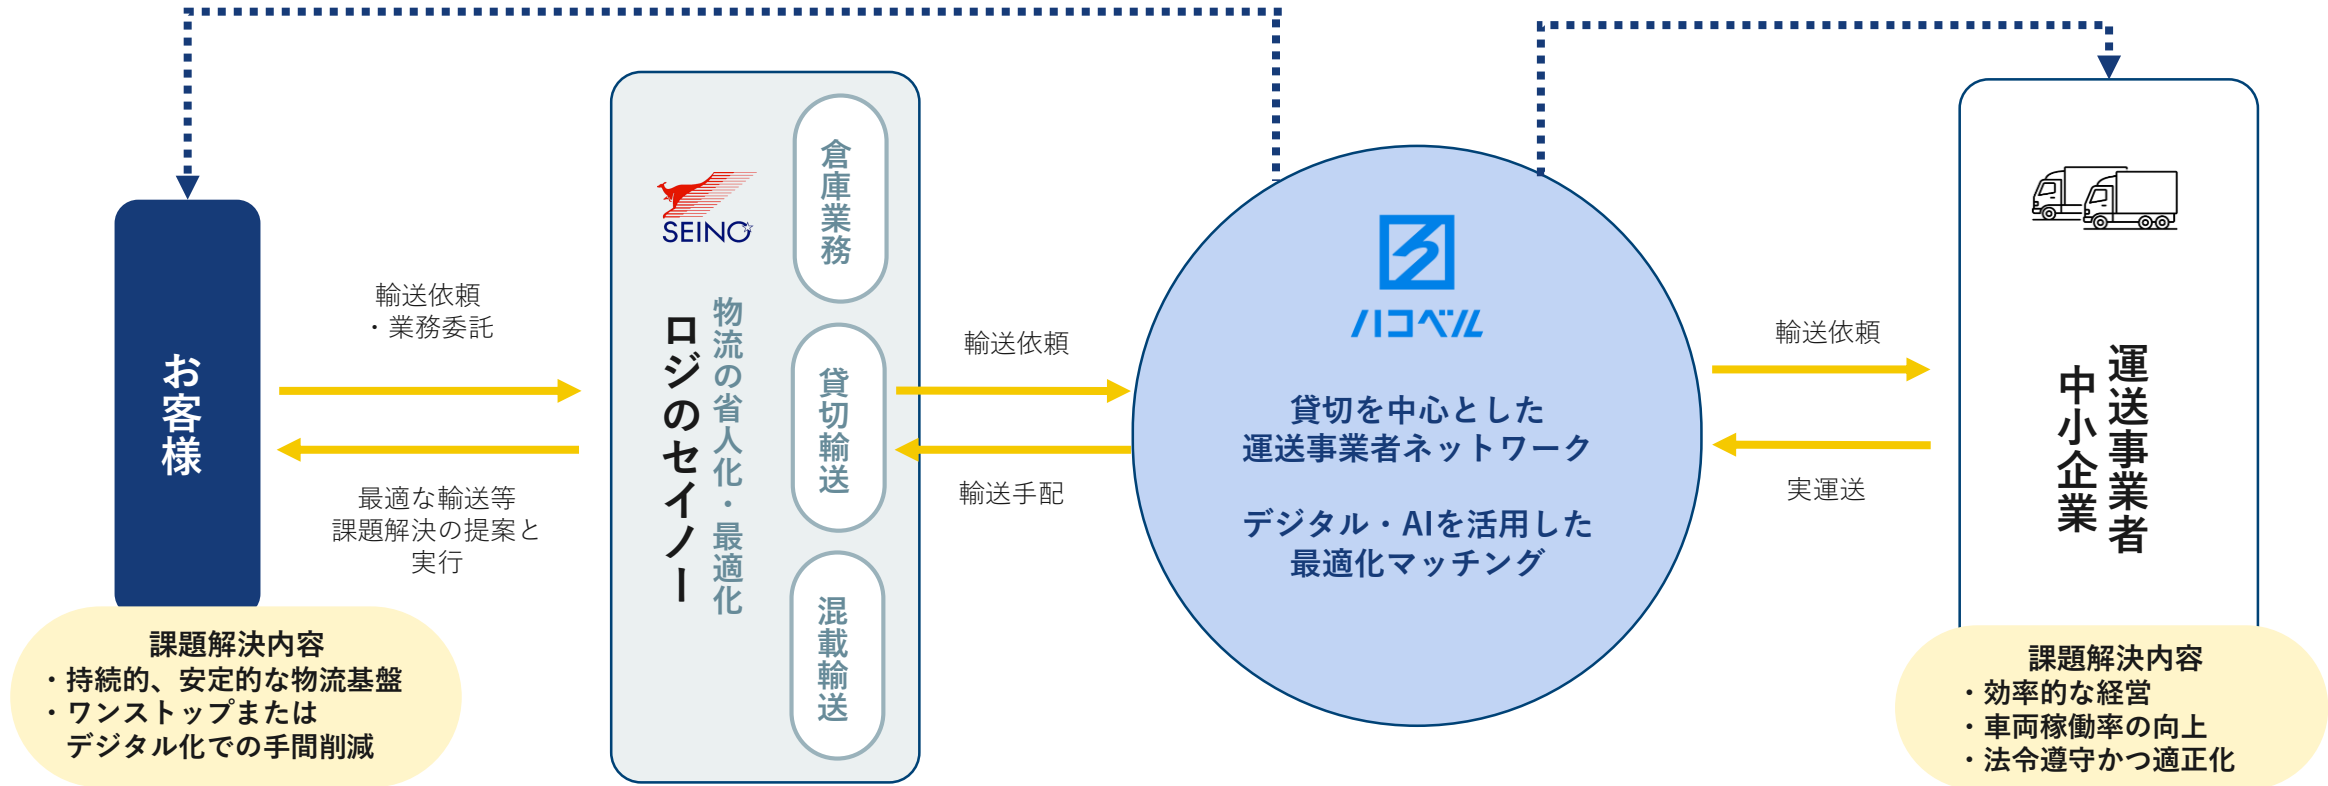 お客様
輸送依頼
・業務委託
最適な輸送等
課題解決の提案と
実行
課題解決内容
・持続的、安定的な物流基盤
・ワンストップまたは
デジタル化での手間削減
SEINO
ロジのセイノー
物流の省人化・最適化
倉庫業務
貸切輸送
混載輸送
輸送依頼
輸送手配
ハコベル
貸切を中心とした
運送事業者ネットワーク
デジタル・AIを活用した
最適化マッチング
輸送依頼
実運送
運送事業者
中小企業
課題解決内容
・効率的な経営
・車両稼働率の向上
・法令遵守かつ適正化